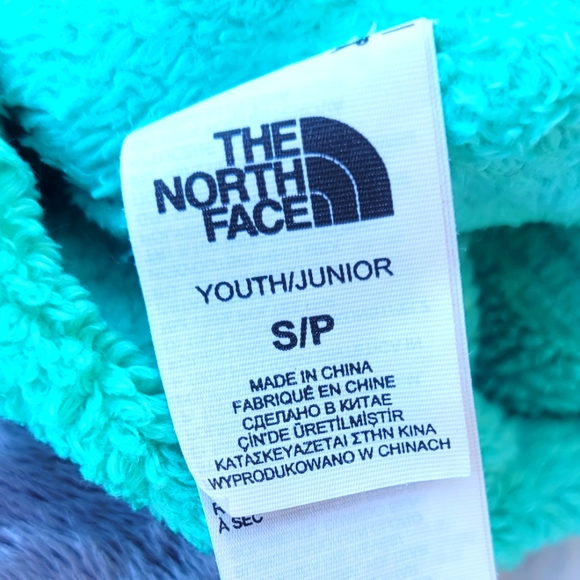 THE
NORTH
FACE
YOUTH/JUNIOR
S/P
MADE IN CHINA
FABRIQUÉ EN CHINE
СДЕЛАНО В КИТАЕ
ÇİN'DE ÜRETİLMİŞTİR
ΚΑΤΑΣΚΕΥΑΖΕΤΑΙ ΣΤΗΝ ΚΙΝΑ
WYPRODUKOWANO W CHINACH
À SEC